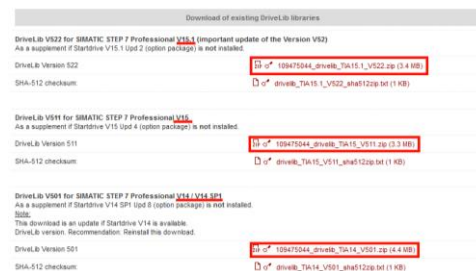 Download of existing DriveLib libraries
DriveLib V522 for SIMATIC STEP 7 Professional V15.1 (important update of the Version V52)
As a supplement if Startdrive V15.1 Upd 2 (option package) is not installed.
DriveLib Version 522
109475044_drivelib_TIA15.1_V522.zip (3.4 MB)
SHA-512 checksum:
drivelib_TIA15.1_V522_sha512zip.txt (1 KB)
DriveLib V511 for SIMATIC STEP 7 Professional V15
As a supplement if Startdrive V15 Upd 4 (option package) is not installed.
DriveLib Version 511
109475044_drivelib_TIA15_V511.zip (3.3 MB)
SHA-512 checksum:
drivelib_TIA15_V511_sha512zip.txt (1 KB)
DriveLib V501 for SIMATIC STEP 7 Professional V14 / V14 SP1
As a supplement if Startdrive V14 SP1 Upd 8 (option package) is not installed.
Note:
This download is an update if Startdrive V14 is available.
DriveLib version. Recommendation: Reinstall this download.
DriveLib Version 501
109475044_drivelib_TIA14_V501.zip (4.4 MB)
SHA-512 checksum:
drivelib_TIA14_V501_sha512zip.txt (1 KB)